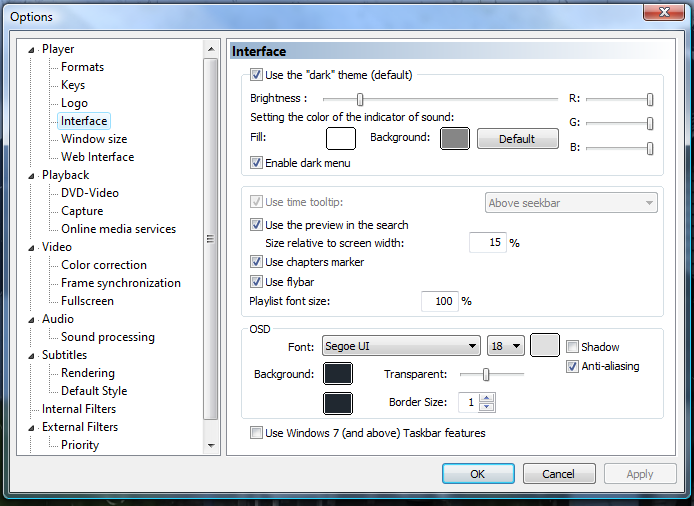 Options
Player
Formats
Keys
Logo
Interface
Window size
Web Interface
Playback
DVD-Video
Capture
Online media services
Video
Color correction
Frame synchronization
Fullscreen
Audio
Sound processing
Subtitles
Rendering
Default Style
Internal Filters
External Filters
Priority
Interface
Use the "dark" theme (default)
Brightness :
R:
Setting the color of the indicator of sound:
G:
Fill:
Background:
Default
B:
Enable dark menu
Use time tooltip:
Above seekbar
Use the preview in the search
Size relative to screen width:
15 %
Use chapters marker
Use flybar
Playlist font size:
100 %
OSD
Font:
Segoe UI
18
Shadow
Anti-aliasing
Background:
Transparent:
Border Size:
1
Use Windows 7 (and above) Taskbar features
OK
Cancel
Apply